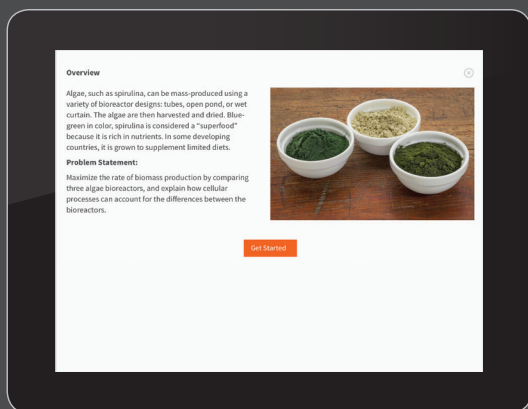 Overview
Algae, such as spirulina, can be mass-produced using a
variety of bioreactor designs: tubes, open pond, or wet
curtain. The algae are then harvested and dried. Blue-
green in color, spirulina is considered a “superfood”
because it is rich in nutrients. In some developing
countries, it is grown to supplement limited diets.
Problem Statement:
Maximize the rate of biomass production by comparing
three algae bioreactors, and explain how cellular
processes can account for the differences between the
bioreactors.
Get Started